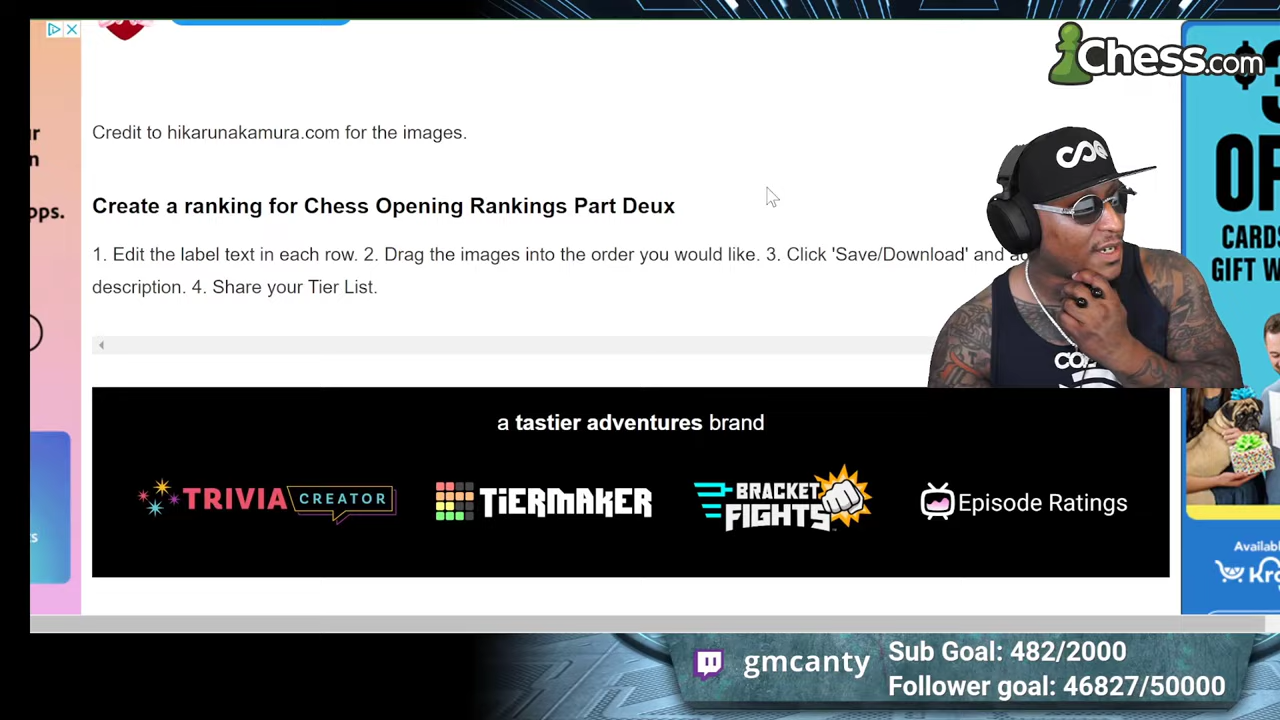 Chess.com
Credit to hikarunakamura.com for the images.
Create a ranking for Chess Opening Rankings Part Deux
1. Edit the label text in each row. 2. Drag the images into the order you would like. 3. Click 'Save/Download' and
description. 4. Share your Tier List.
a tastier adventures brand
TRIVIA CREATOR
TIERMAKER
BRACKET
FIGHTS
Episode Ratings
CARDS
GIFT
gmcanty
Sub Goal: 482/2000
Follower goal: 46827/50000